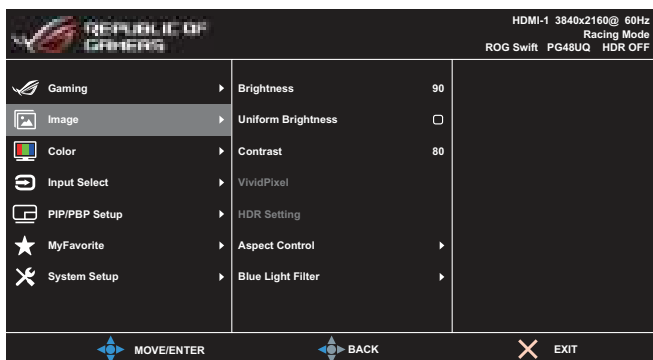 REPUBLIC OF
GAMERS
HDMI-1 3840x2160@ 60Hz
Racing Mode
ROG Swift PG48UQ HDR OFF
Gaming
Image
Color
Input Select
PIP/PBP Setup
MyFavorite
System Setup
Brightness 90
Uniform Brightness
Contrast 80
VividPixel
HDR Setting
Aspect Control
Blue Light Filter
MOVE/ENTER
BACK
EXIT